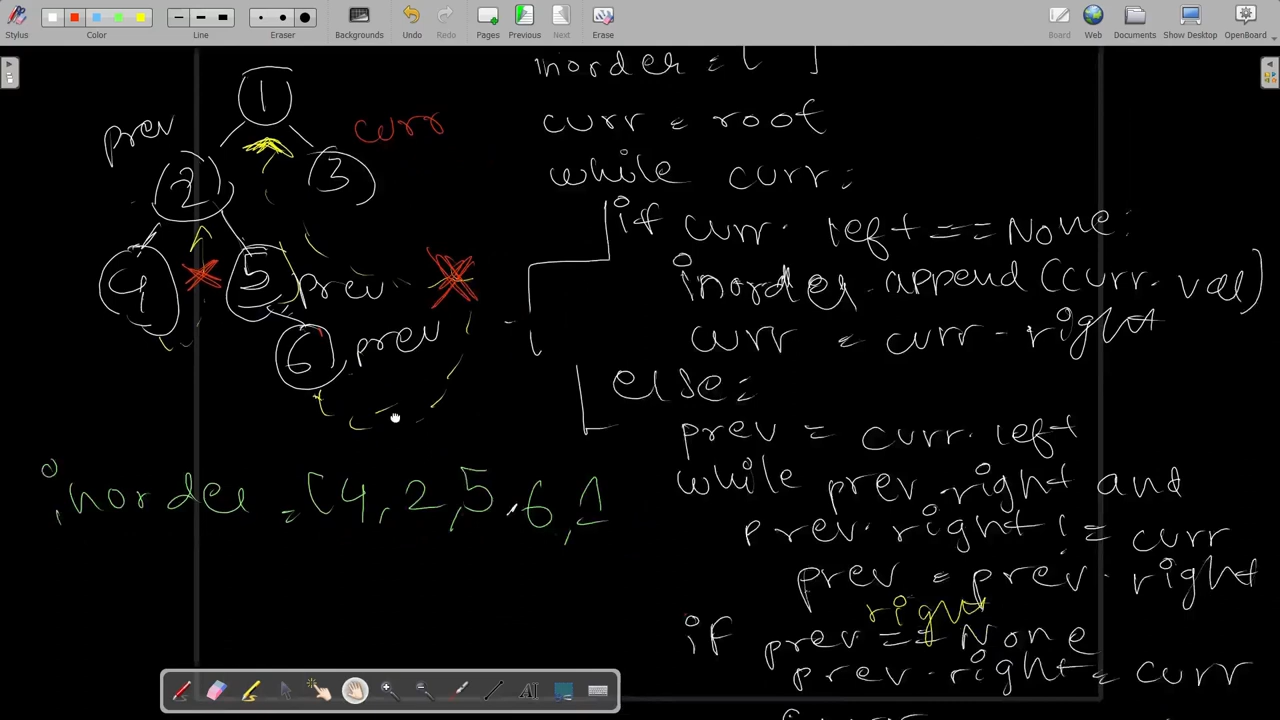 Stylus Color Line Eraser Backgrounds Undo Redo Pages Previous Next Erase Board Web Documents Show Desktop OpenBoard
inorder = [ ]
1
curr
prev
curr = root
2
3
while curr:
if curr. left == None:
4
5 prev
inorder.append(curr.val)
6 prev
curr = curr.right
else:
prev = curr.left
while prev.right and
inorder = [4,2,5,6,1
prev.right != curr
prev = prev.right
right
if prev == None
prev.right = curr